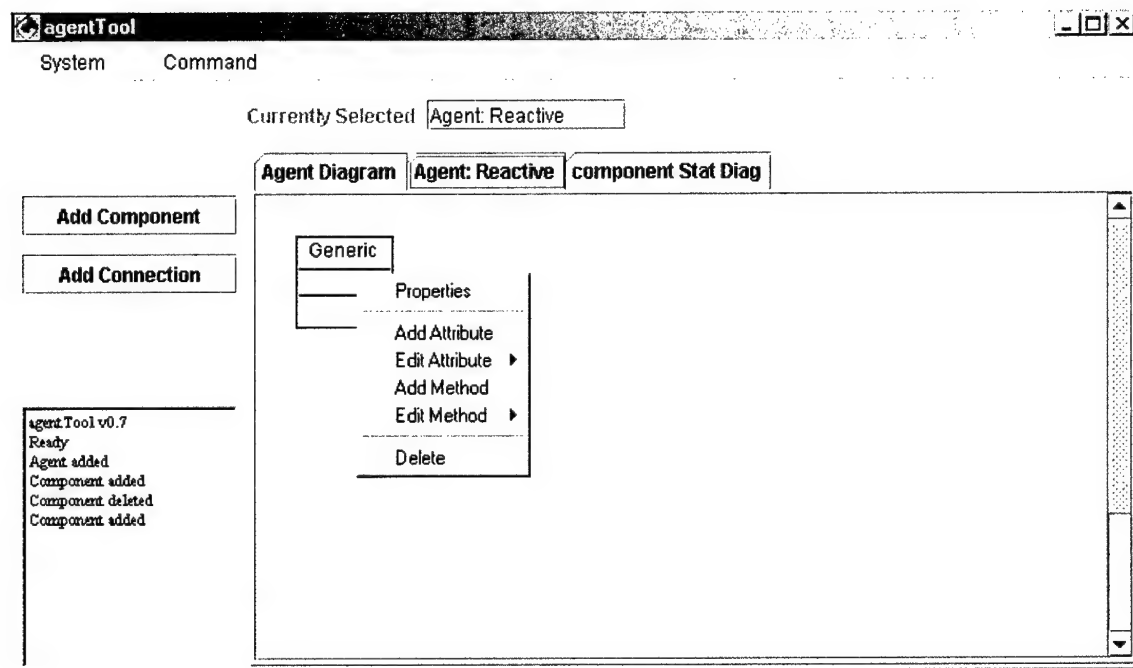 agentTool
System Command
Currently Selected Agent: Reactive
Agent Diagram Agent: Reactive component Stat Diag
Add Component
Add Connection
Generic
Properties
Add Attribute
Edit Attribute
Add Method
Edit Method
Delete
agentTool v0.7
Ready
Agent added
Component added
Component deleted
Component added